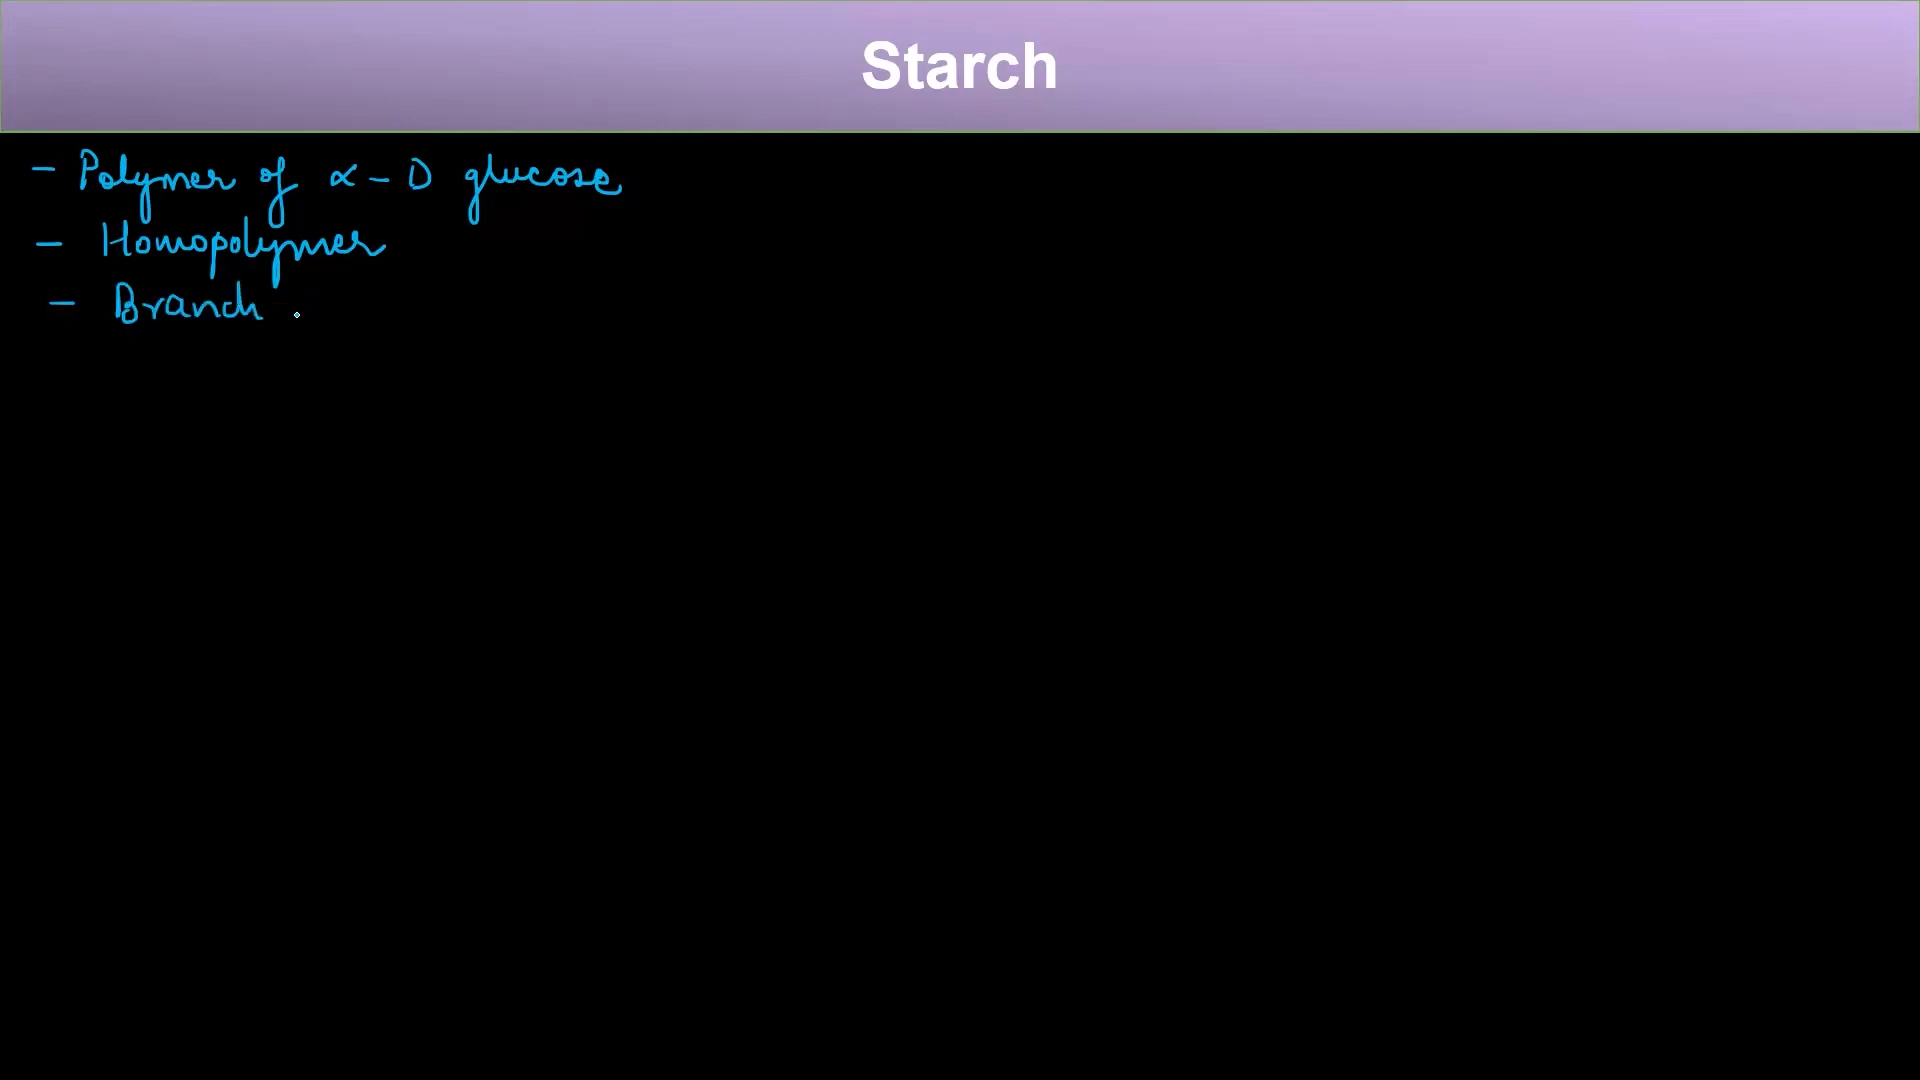 Starch
- Polymer of α - D glucose
- Homopolymer
- Branch